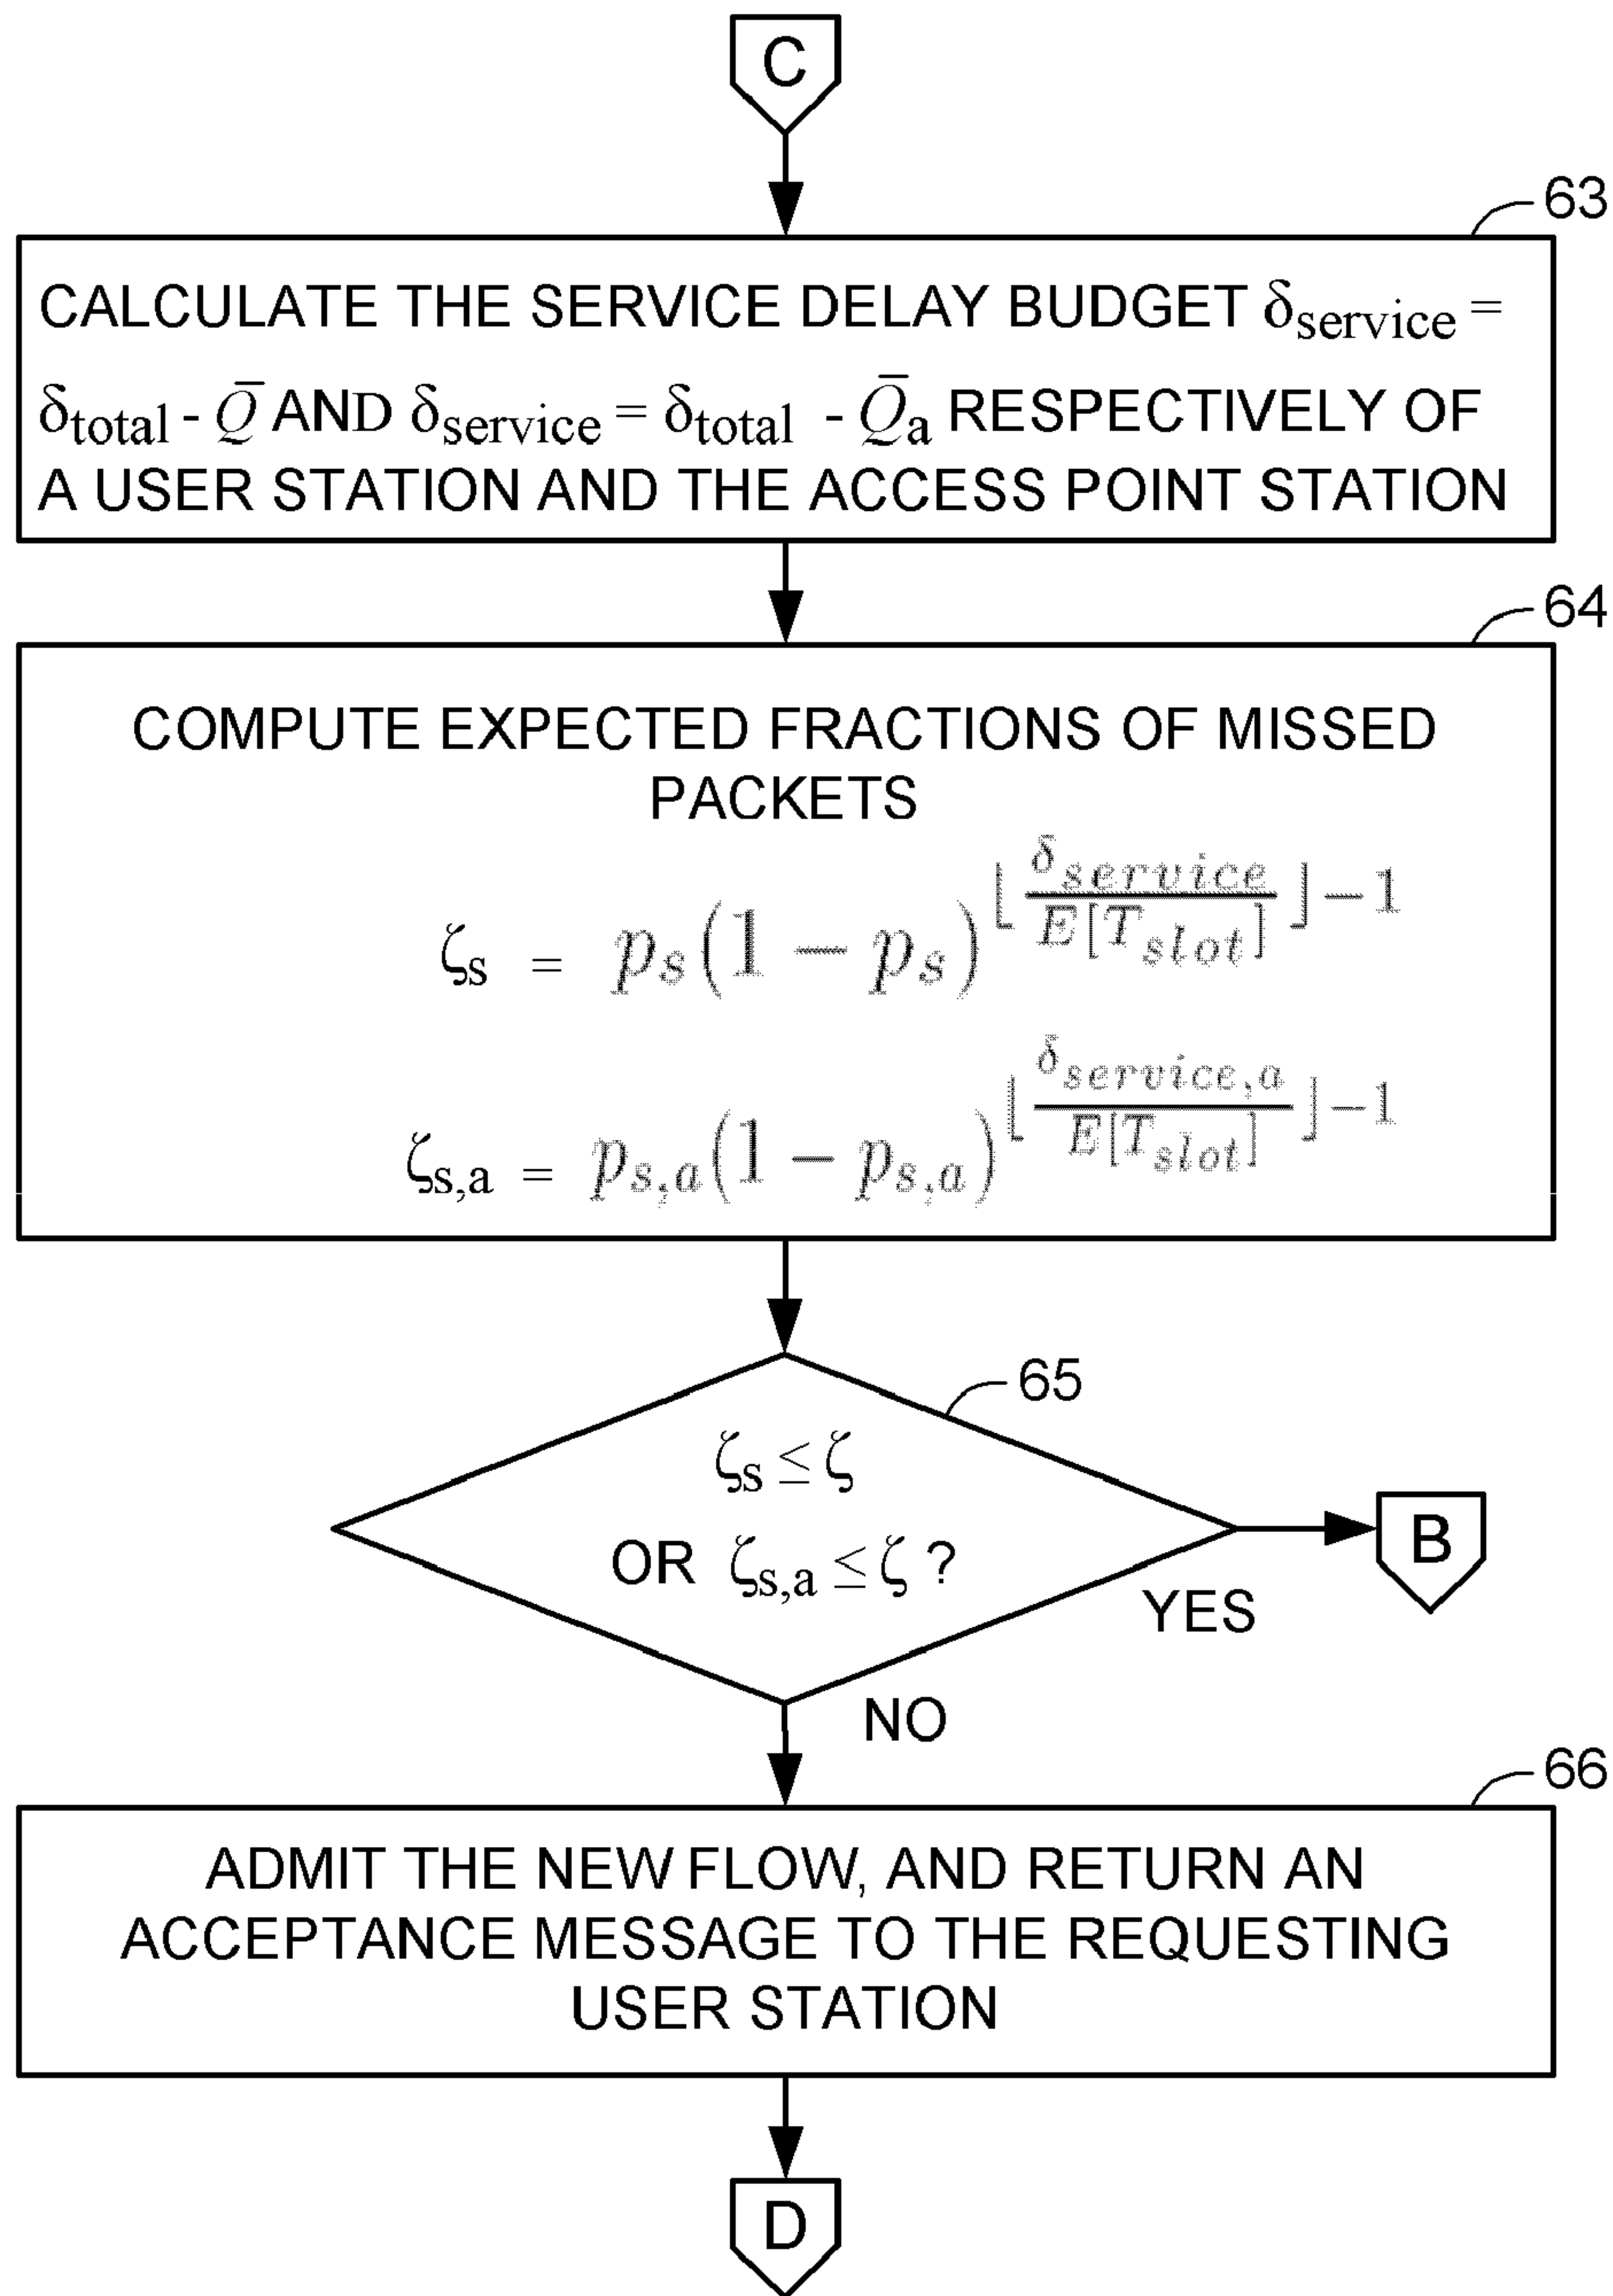 C
63
CALCULATE THE SERVICE DELAY BUDGET δservice =
δtotal - Q̄ AND δservice = δtotal - Q̄a RESPECTIVELY OF
A USER STATION AND THE ACCESS POINT STATION
64
COMPUTE EXPECTED FRACTIONS OF MISSED
PACKETS
ζs = ps(1 − ps)^⌊δservice/E[Tslot]⌋−1
ζs,a = ps,a(1 − ps,a)^⌊δservice,a/E[Tslot]⌋−1
65
ζs ≤ ζ
OR ζs,a ≤ ζ ?
B
YES
NO
66
ADMIT THE NEW FLOW, AND RETURN AN
ACCEPTANCE MESSAGE TO THE REQUESTING
USER STATION
D